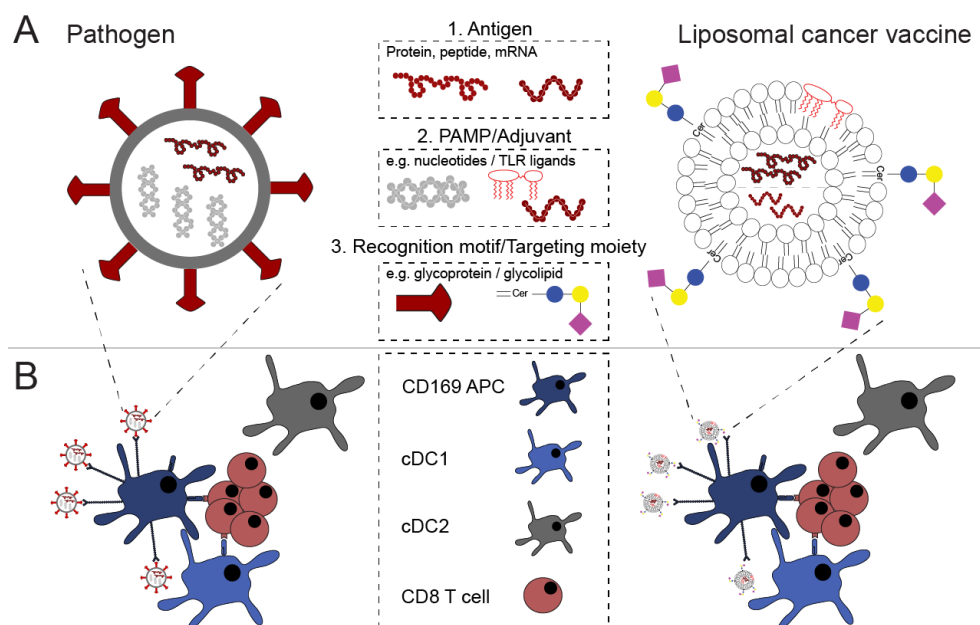 A
Pathogen
1. Antigen
Protein, peptide, mRNA
2. PAMP/Adjuvant
e.g. nucleotides / TLR ligands
3. Recognition motif/Targeting moiety
e.g. glycoprotein / glycolipid
Cer
Liposomal cancer vaccine
Cer
Cer
Cer
Cer
B
CD169 APC
cDC1
cDC2
CD8 T cell